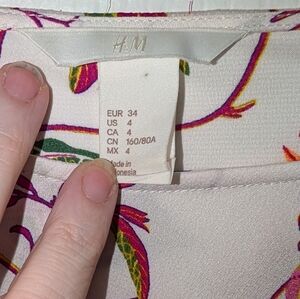 H&M
EUR 34
US 4
CA 4
CN 160/80A
MX 4
Made in
Indonesia